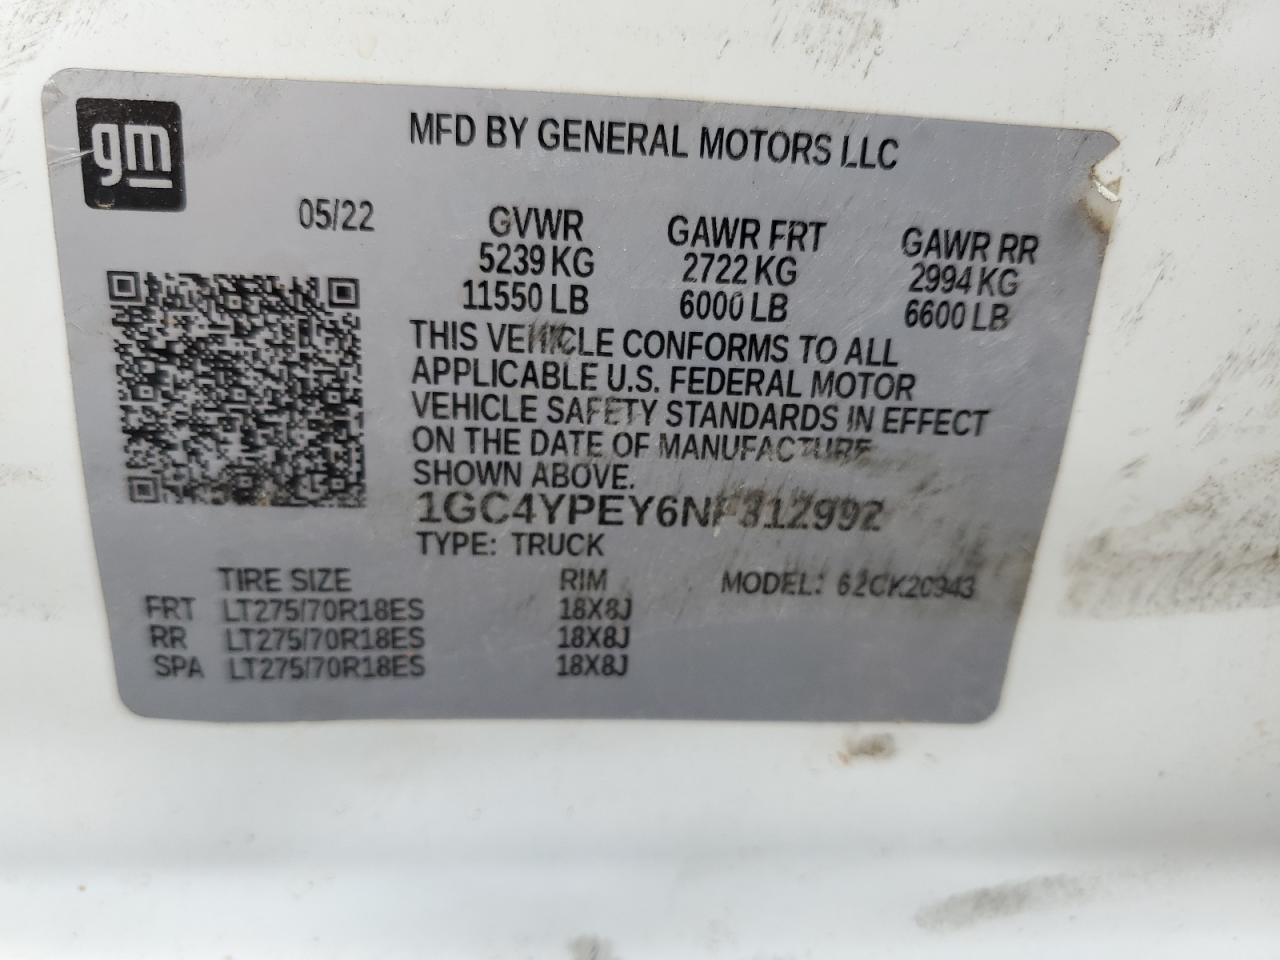 gm
MFD BY GENERAL MOTORS LLC
05/22 GVWR GAWR FRT GAWR RR
5239 KG 2722 KG 2994 KG
11550 LB 6000 LB 6600 LB
THIS VEHICLE CONFORMS TO ALL
APPLICABLE U.S. FEDERAL MOTOR
VEHICLE SAFETY STANDARDS IN EFFECT
ON THE DATE OF MANUFACTURE
SHOWN ABOVE.
1GC4YPEY6NF312992
TYPE: TRUCK
TIRE SIZE RIM MODEL: 62CK20943
FRT LT275/70R18ES 18X8J
RR LT275/70R18ES 18X8J
SPA LT275/70R18ES 18X8J